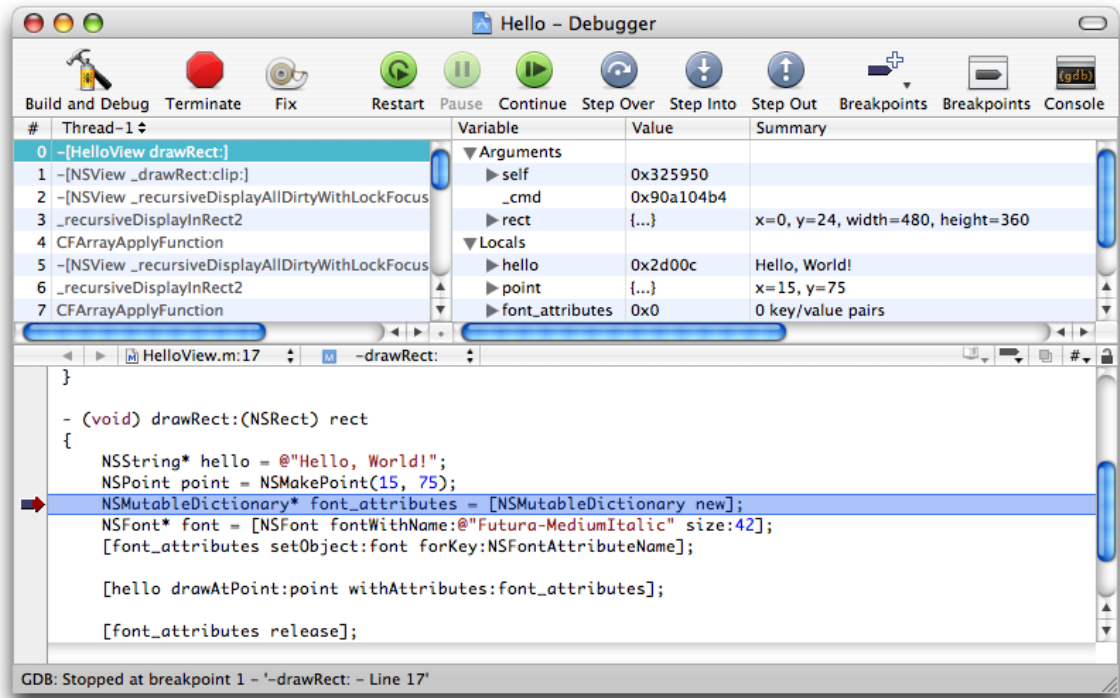 Hello – Debugger
Build and Debug Terminate Fix Restart Pause Continue Step Over Step Into Step Out Breakpoints Breakpoints (gdb) Console
# Thread-1
0 -[HelloView drawRect:]
1 -[NSView _drawRect:clip:]
2 -[NSView _recursiveDisplayAllDirtyWithLockFocus
3 _recursiveDisplayInRect2
4 CFArrayApplyFunction
5 -[NSView _recursiveDisplayAllDirtyWithLockFocus
6 _recursiveDisplayInRect2
7 CFArrayApplyFunction
Variable Value Summary
Arguments
self 0x325950
_cmd 0x90a104b4
rect {...} x=0, y=24, width=480, height=360
Locals
hello 0x2d00c Hello, World!
point {...} x=15, y=75
font_attributes 0x0 0 key/value pairs
HelloView.m:17 M -drawRect: #
}
- (void) drawRect:(NSRect) rect
{
NSString* hello = @"Hello, World!";
NSPoint point = NSMakePoint(15, 75);
NSMutableDictionary* font_attributes = [NSMutableDictionary new];
NSFont* font = [NSFont fontWithName:@"Futura-MediumItalic" size:42];
[font_attributes setObject:font forKey:NSFontAttributeName];
[hello drawAtPoint:point withAttributes:font_attributes];
[font_attributes release];
GDB: Stopped at breakpoint 1 – '-drawRect: – Line 17'